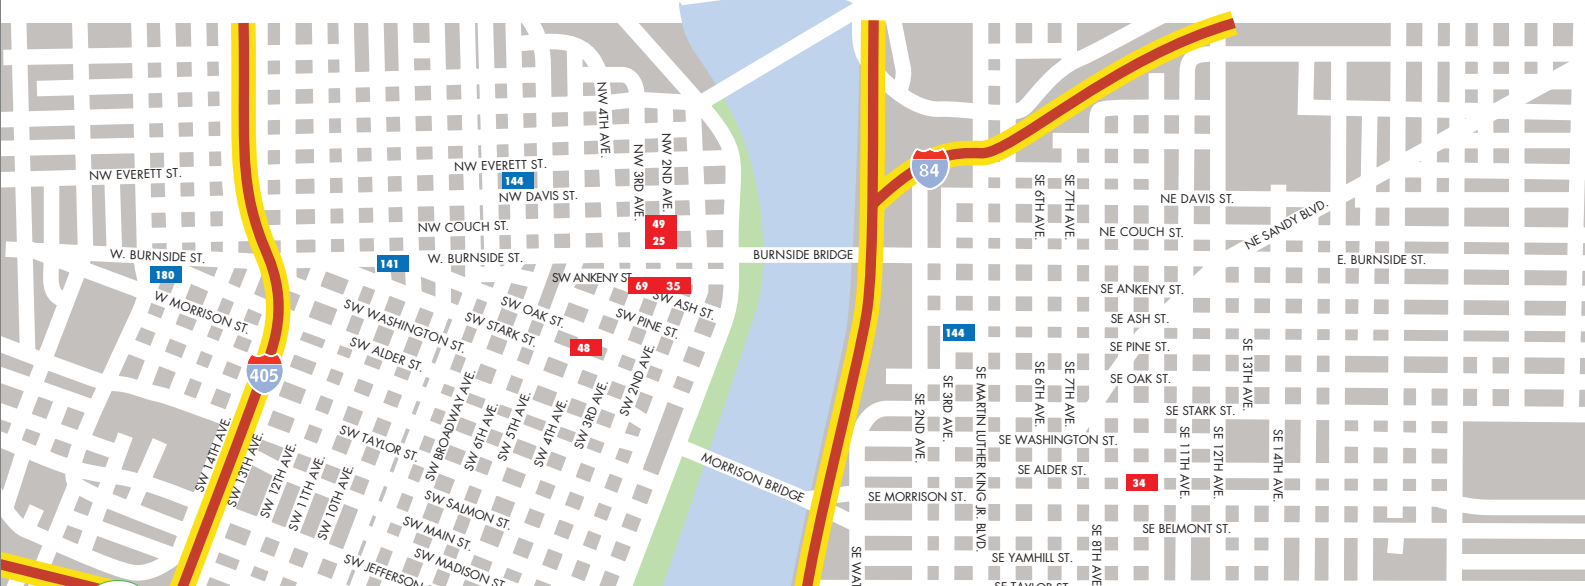 NW 4TH AVE.
NW 2ND AVE.
NW 3RD AVE.
NW EVERETT ST.
NW EVERETT ST.
144
NW DAVIS ST.
84
SE 6TH AVE.
SE 7TH AVE.
NE DAVIS ST.
NE SANDY BLVD.
NW COUCH ST.
49
25
NE COUCH ST.
W. BURNSIDE ST.
180
141
W. BURNSIDE ST.
BURNSIDE BRIDGE
E. BURNSIDE ST.
SW ANKENY ST.
69 35
SE ANKENY ST.
W MORRISON ST.
SW WASHINGTON ST.
SW OAK ST.
SW ASH ST.
SW STARK ST.
SW PINE ST.
SE ASH ST.
144
SW ALDER ST.
48
SE PINE ST.
405
SE OAK ST.
SE 13TH AVE.
SE 6TH AVE.
SE 7TH AVE.
SE 2ND AVE.
SE 3RD AVE.
SE MARTIN LUTHER KING JR. BLVD.
SE STARK ST.
SW 14TH AVE.
SW 13TH AVE.
SW 12TH AVE.
SW 11TH AVE.
SW 10TH AVE.
SW TAYLOR ST.
SW BROADWAY AVE.
SW 6TH AVE.
SW 5TH AVE.
SW 4TH AVE.
SW 3RD AVE.
SW 2ND AVE.
SE WASHINGTON ST.
SE ALDER ST.
SE 11TH AVE.
SE 12TH AVE.
SE 14TH AVE.
34
MORRISON BRIDGE
SE MORRISON ST.
SW SALMON ST.
SW MAIN ST.
SW MADISON ST.
SW JEFFERSON
SE BELMONT ST.
SE 8TH AVE
SE YAMHILL ST.
SE WAT
SE TAYLOR ST.